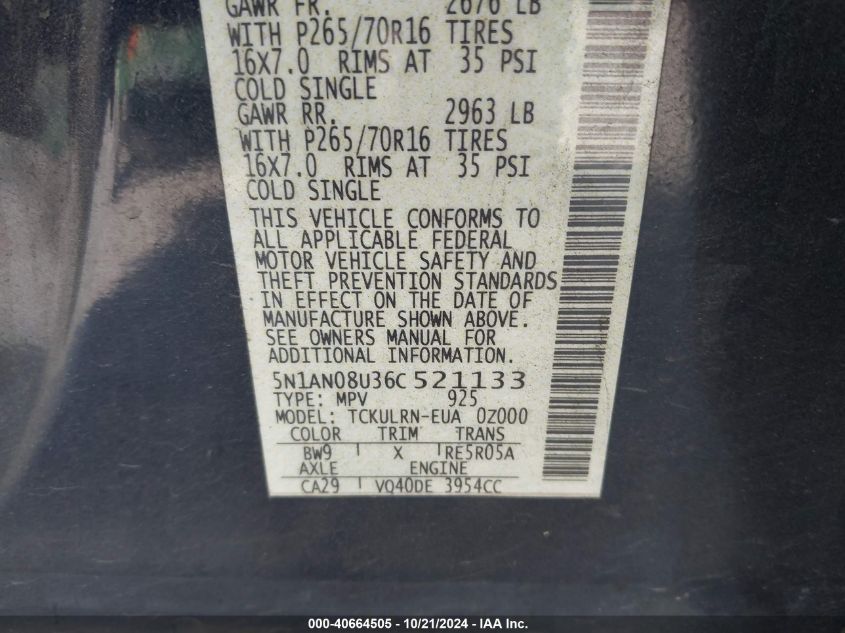 GAWR FR. 2676 LB
WITH P265/70R16 TIRES
16X7.0 RIMS AT 35 PSI
COLD SINGLE
GAWR RR. 2963 LB
WITH P265/70R16 TIRES
16X7.0 RIMS AT 35 PSI
COLD SINGLE
THIS VEHICLE CONFORMS TO
ALL APPLICABLE FEDERAL
MOTOR VEHICLE SAFETY AND
THEFT PREVENTION STANDARDS
IN EFFECT ON THE DATE OF
MANUFACTURE SHOWN ABOVE.
SEE OWNERS MANUAL FOR
ADDITIONAL INFORMATION.
5N1AN08U36C521133
TYPE: MPV 925
MODEL: TCKULRN-EUA 0Z000
COLOR TRIM TRANS
BW9 X RE5R05A
AXLE ENGINE
CA29 VQ40DE 3954CC
000-40664505 - 10/21/2024 - IAA Inc.